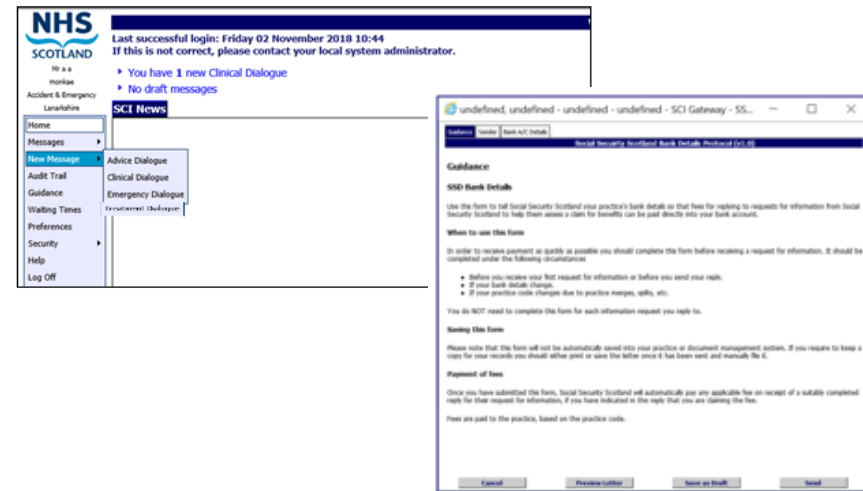 NHS
SCOTLAND
Mr a a
monkae
Accident & Emergency
Lanarkshire
Home
Messages
New Message
Audit Trail
Guidance
Waiting Times
Preferences
Security
Help
Log Off
Last successful login: Friday 02 November 2018 10:44
If this is not correct, please contact your local system administrator.
You have 1 new Clinical Dialogue
No draft messages
SCI News
Advice Dialogue
Clinical Dialogue
Emergency Dialogue
Treatment Dialogue
undefined, undefined - undefined - undefined - SCI Gateway - SS...
Guidance Sender Bank A/C Details
Social Security Scotland Bank Details Protocol (v1.0)
Guidance
SSD Bank Details
Use this form to tell Social Security Scotland your practice's bank details so that fees for replying to requests for information from Social
Security Scotland to help them assess a claim for benefits can be paid directly into your bank account.
When to use this form
In order to receive payment as quickly as possible you should complete this form before receiving a request for information. It should be
completed under the following circumstances
Before you receive your first request for information or before you send your reply.
If your bank details change.
If your practice code changes due to practice merges, splits, etc.
You do NOT need to complete this form for each information request you reply to.
Saving this form
Please note that this form will not be automatically saved into your practice or document management system. If you require to keep a
copy for your records you should either print or save the letter once it has been sent and manually file it.
Payment of fees
Once you have submitted this form, Social Security Scotland will automatically pay any applicable fee on receipt of a suitably completed
reply for their request for information, if you have indicated in the reply that you are claiming the fee.
Fees are paid to the practice, based on the practice code.
Cancel Preview Letter Save as Draft Send